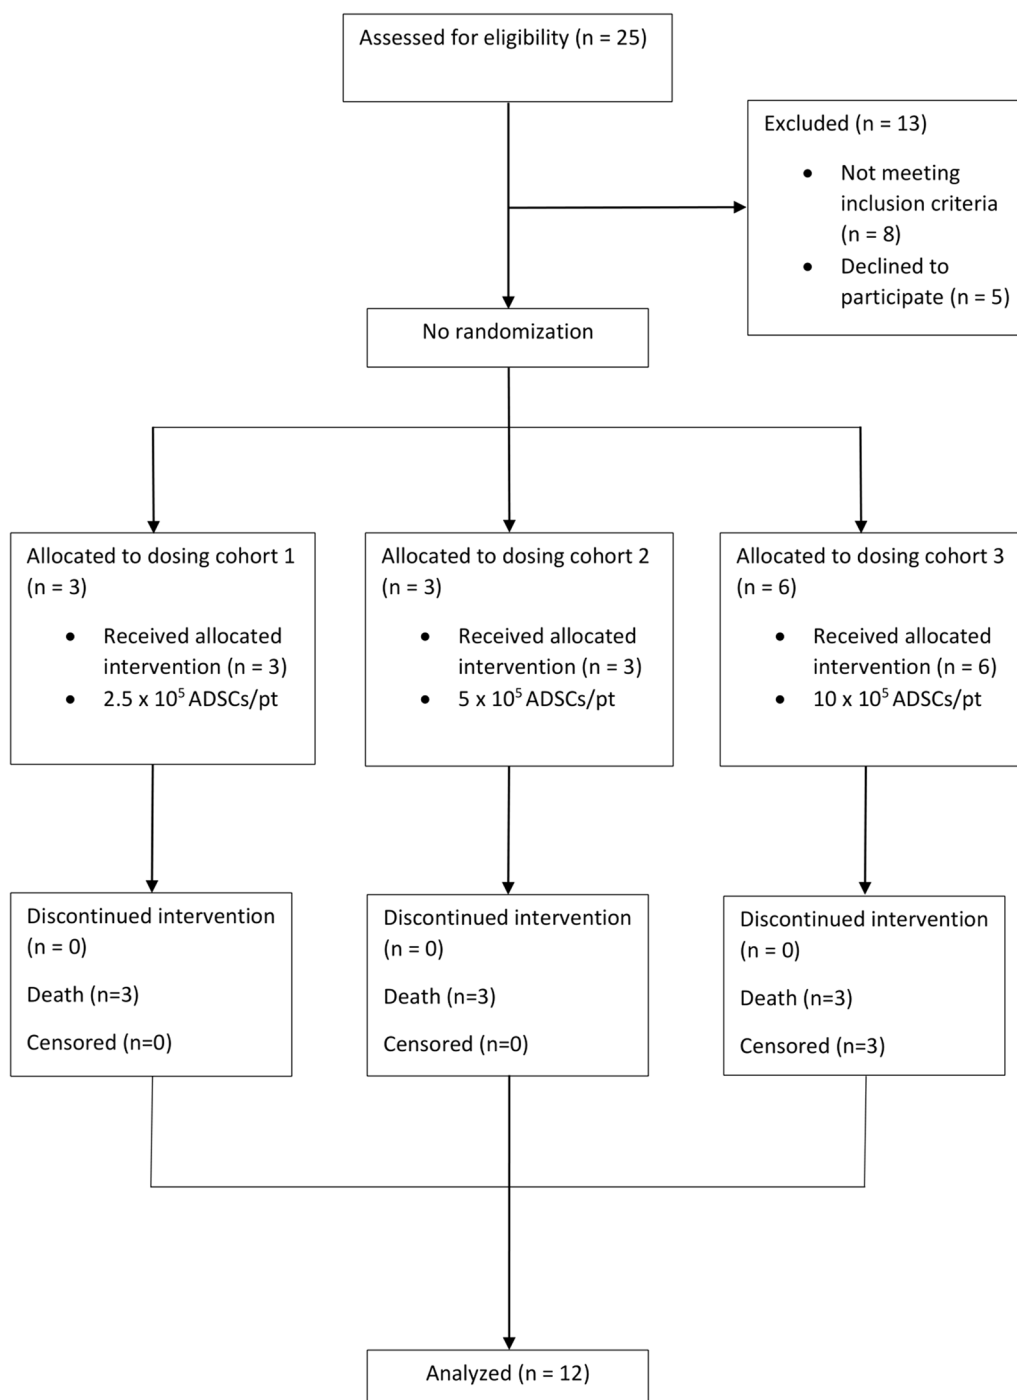 Assessed for eligibility (n = 25)
Excluded (n = 13)
• Not meeting
inclusion criteria
(n = 8)
• Declined to
participate (n = 5)
No randomization
Allocated to dosing cohort 1
(n = 3)
• Received allocated
intervention (n = 3)
• 2.5 x 10⁵ ADSCs/pt
Allocated to dosing cohort 2
(n = 3)
• Received allocated
intervention (n = 3)
• 5 x 10⁵ ADSCs/pt
Allocated to dosing cohort 3
(n = 6)
• Received allocated
intervention (n = 6)
• 10 x 10⁵ ADSCs/pt
Discontinued intervention
(n = 0)
Death (n=3)
Censored (n=0)
Discontinued intervention
(n = 0)
Death (n=3)
Censored (n=0)
Discontinued intervention
(n = 0)
Death (n=3)
Censored (n=3)
Analyzed (n = 12)